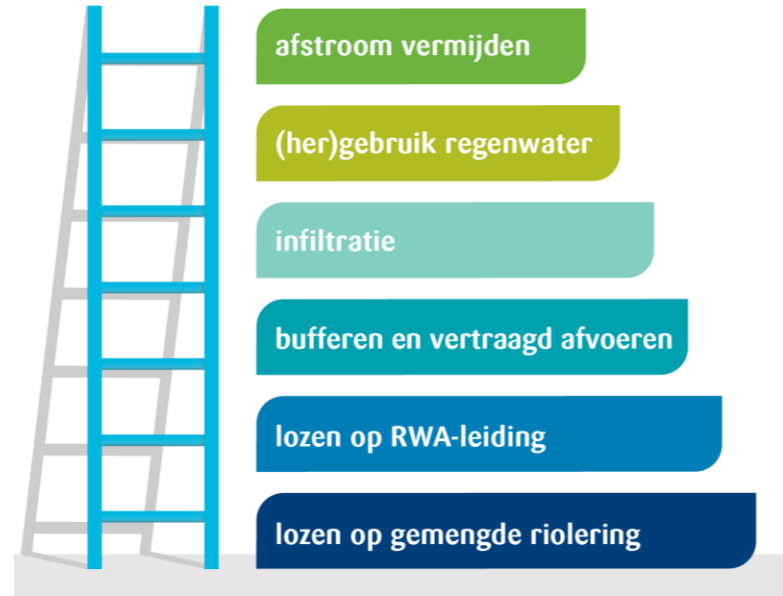 afstroom vermijden
(her)gebruik regenwater
infiltratie
bufferen en vertraagd afvoeren
lozen op RWA-leiding
lozen op gemengde riolering